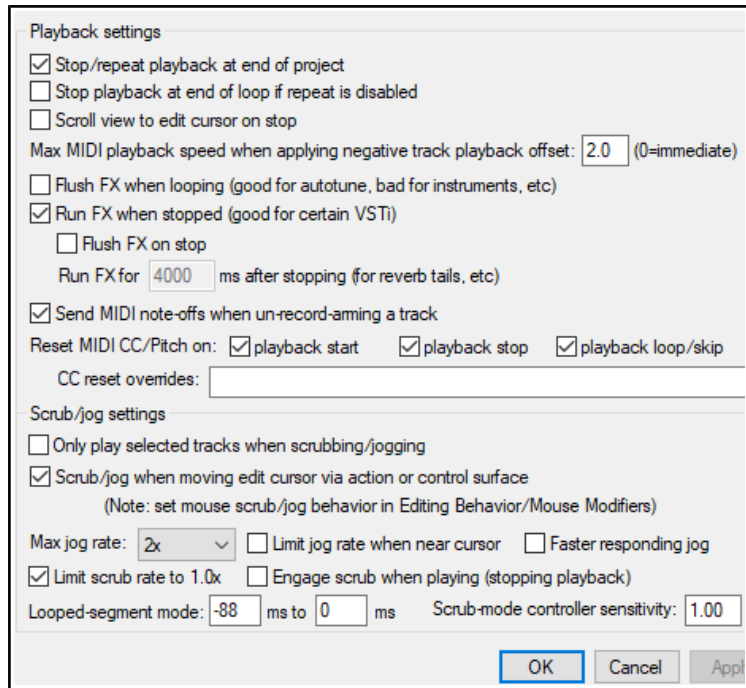 Playback settings
Stop/repeat playback at end of project
Stop playback at end of loop if repeat is disabled
Scroll view to edit cursor on stop
Max MIDI playback speed when applying negative track playback offset: 2.0 (0=immediate)
Flush FX when looping (good for autotune, bad for instruments, etc)
Run FX when stopped (good for certain VSTi)
Flush FX on stop
Run FX for 4000 ms after stopping (for reverb tails, etc)
Send MIDI note-offs when un-record-arming a track
Reset MIDI CC/Pitch on: playback start playback stop playback loop/skip
CC reset overrides:
Scrub/jog settings
Only play selected tracks when scrubbing/jogging
Scrub/jog when moving edit cursor via action or control surface
(Note: set mouse scrub/jog behavior in Editing Behavior/Mouse Modifiers)
Max jog rate: 2x Limit jog rate when near cursor Faster responding jog
Limit scrub rate to 1.0x Engage scrub when playing (stopping playback)
Looped-segment mode: -88 ms to 0 ms Scrub-mode controller sensitivity: 1.00
OK Cancel Appl